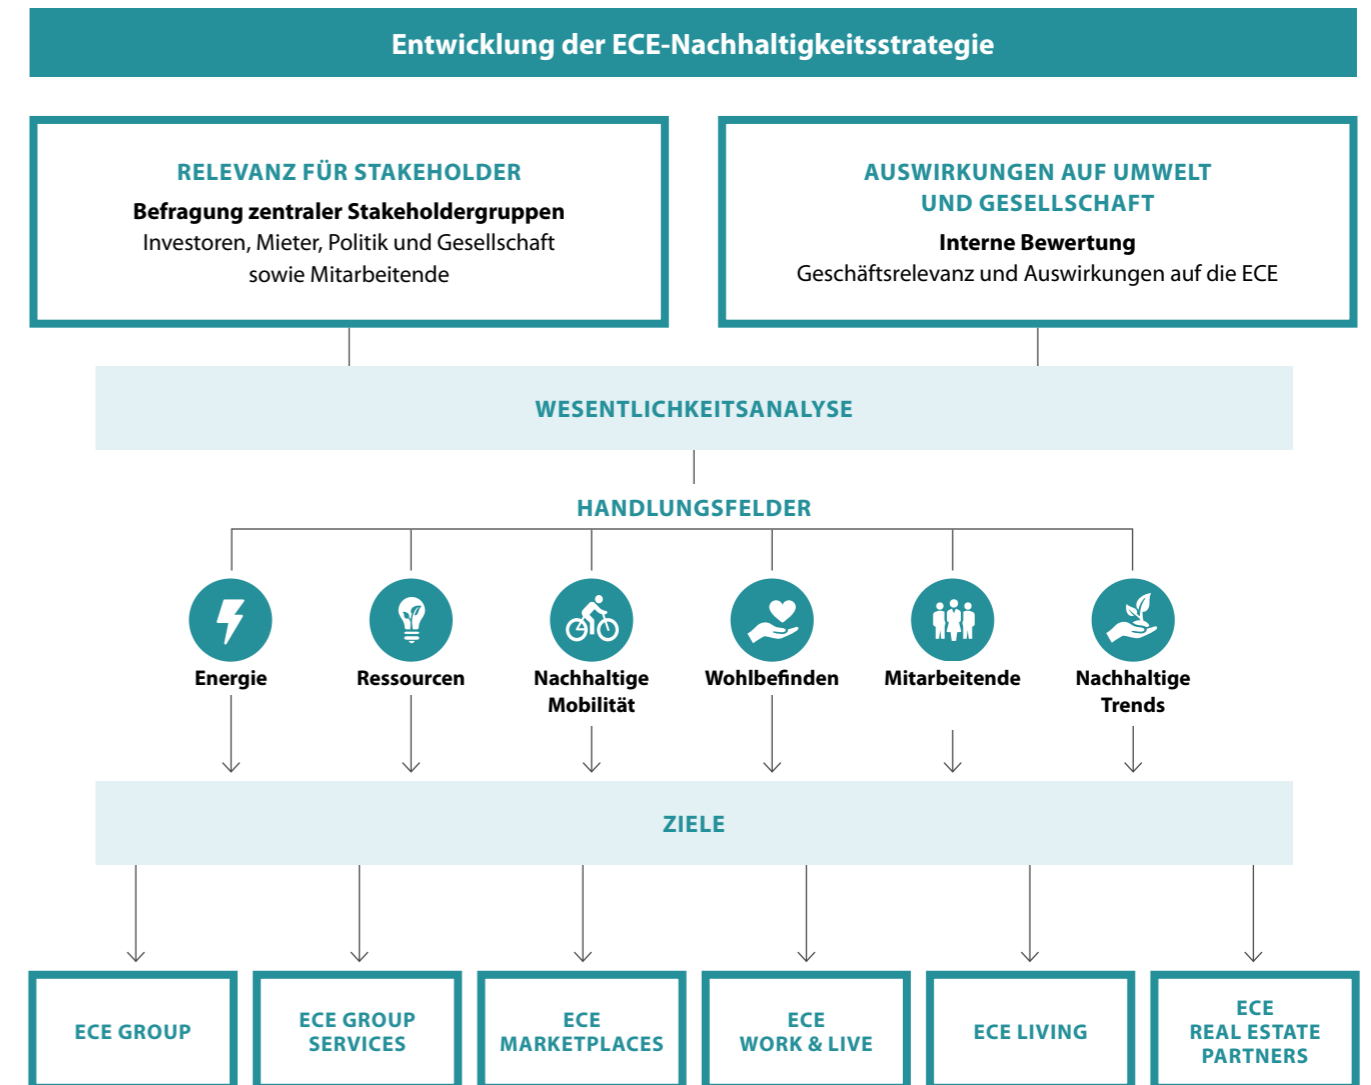 Entwicklung der ECE-Nachhaltigkeitsstrategie
RELEVANZ FÜR STAKEHOLDER
Befragung zentraler Stakeholdergruppen
Investoren, Mieter, Politik und Gesellschaft
sowie Mitarbeitende
AUSWIRKUNGEN AUF UMWELT
UND GESELLSCHAFT
Interne Bewertung
Geschäftsrelevanz und Auswirkungen auf die ECE
WESENTLICHKEITSANALYSE
HANDLUNGSFELDER
Energie
Ressourcen
Nachhaltige
Mobilität
Wohlbefinden
Mitarbeitende
Nachhaltige
Trends
ZIELE
ECE GROUP
ECE GROUP
SERVICES
ECE
MARKETPLACES
ECE
WORK & LIVE
ECE LIVING
ECE
REAL ESTATE
PARTNERS